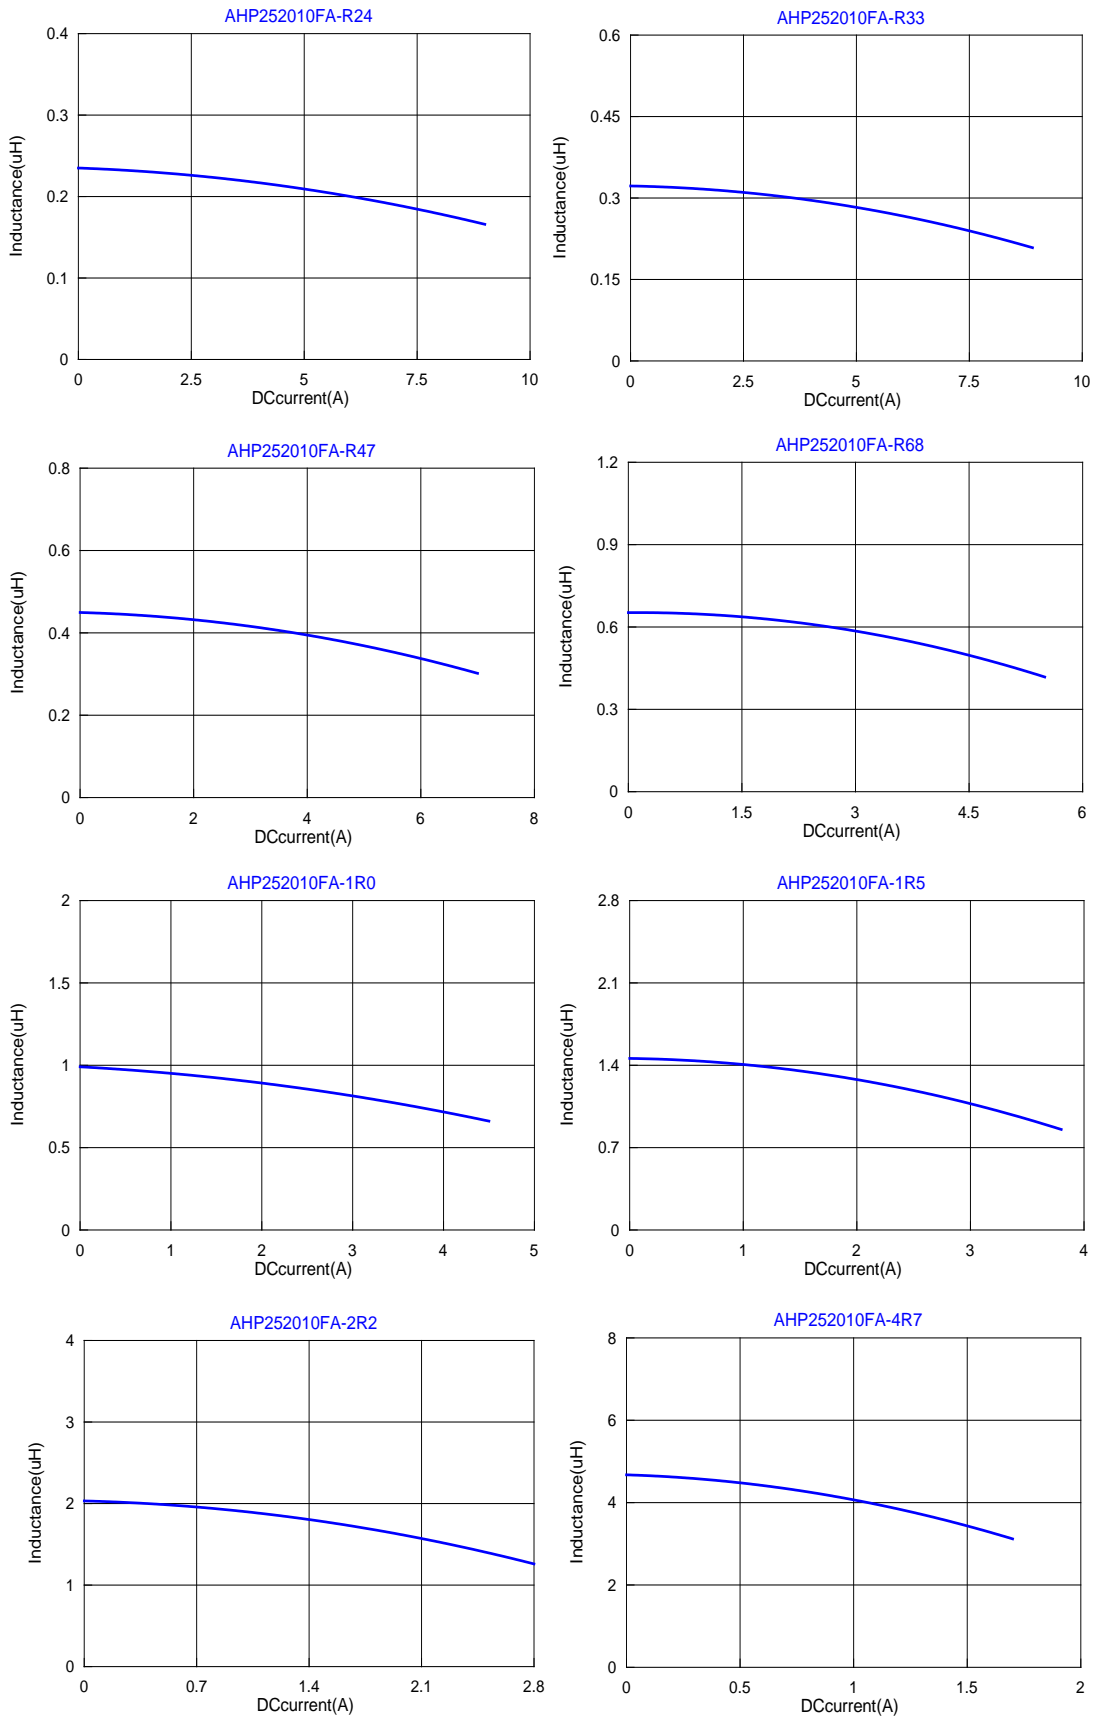 AHP252010FA-R24
0.4
0.3
0.2
0.1
0
Inductance(uH)
0 2.5 5 7.5 10
DCcurrent(A)
AHP252010FA-R33
0.6
0.45
0.3
0.15
0
Inductance(uH)
0 2.5 5 7.5 10
DCcurrent(A)
AHP252010FA-R47
0.8
0.6
0.4
0.2
0
Inductance(uH)
0 2 4 6 8
DCcurrent(A)
AHP252010FA-R68
1.2
0.9
0.6
0.3
0
Inductance(uH)
0 1.5 3 4.5 6
DCcurrent(A)
AHP252010FA-1R0
2
1.5
1
0.5
0
Inductance(uH)
0 1 2 3 4 5
DCcurrent(A)
AHP252010FA-1R5
2.8
2.1
1.4
0.7
0
Inductance(uH)
0 1 2 3 4
DCcurrent(A)
AHP252010FA-2R2
4
3
2
1
0
Inductance(uH)
0 0.7 1.4 2.1 2.8
DCcurrent(A)
AHP252010FA-4R7
8
6
4
2
0
Inductance(uH)
0 0.5 1 1.5 2
DCcurrent(A)